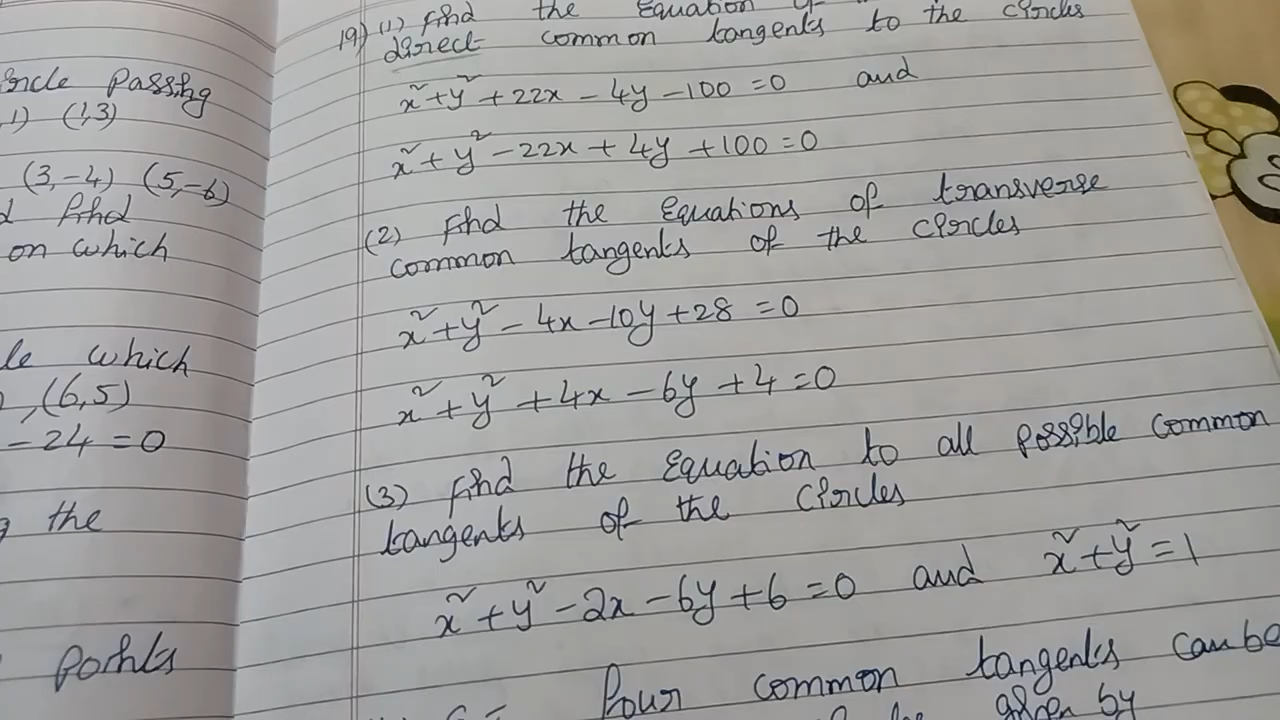 Passing
(1,3)
(3,-4) (5,-6)
find
on which
which
,(6,5)
-24 = 0
the
Points
19) (1) Find the Equation
direct common tangents to the circles
x²+y² +22x - 4y -100 =0 and
x² + y² -22x + 4y +100 =0
(2) Find the Equations of transverse
common tangents of the circles
x²+y² - 4x -10y +28 =0
x² + y² +4x - 6y +4 =0
(3) Find the Equation to all possible common
tangents of the circles
x² + y² -2x -6y +6 =0 and x²+y² =1
Four common tangents can be
given by